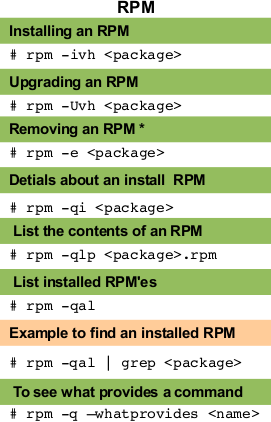 RPM
Installing an RPM
# rpm -ivh <package>
Upgrading an RPM
# rpm -Uvh <package>
Removing an RPM *
# rpm -e <package>
Detials about an install RPM
# rpm -qi <package>
List the contents of an RPM
# rpm -qlp <package>.rpm
List installed RPM'es
# rpm -qal
Example to find an installed RPM
# rpm -qal | grep <package>
To see what provides a command
# rpm -q –whatprovides <name>